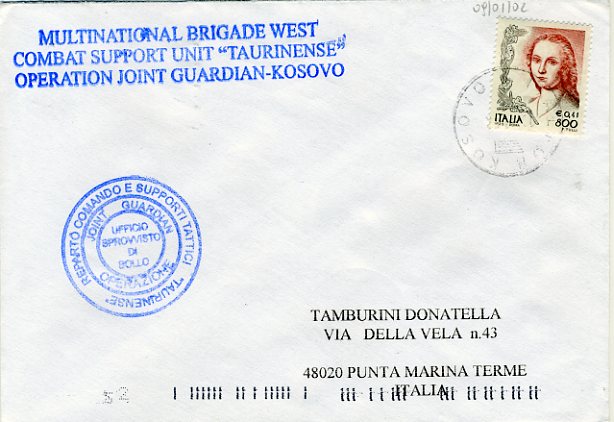 09/01/02
MULTINATIONAL BRIGADE WEST
COMBAT SUPPORT UNIT "TAURINENSE"
OPERATION JOINT GUARDIAN-KOSOVO
ITALIA
€ 0,41
800
KOSOVO
REPARTO COMANDO E SUPPORTI TATTICI
"TAURINENSE"
JOINT GUARDIAN
OPERAZIONE
UFFICIO
SPROVVISTO
DI
BOLLO
TAMBURINI DONATELLA
VIA DELLA VELA n.43
48020 PUNTA MARINA TERME
ITALIA